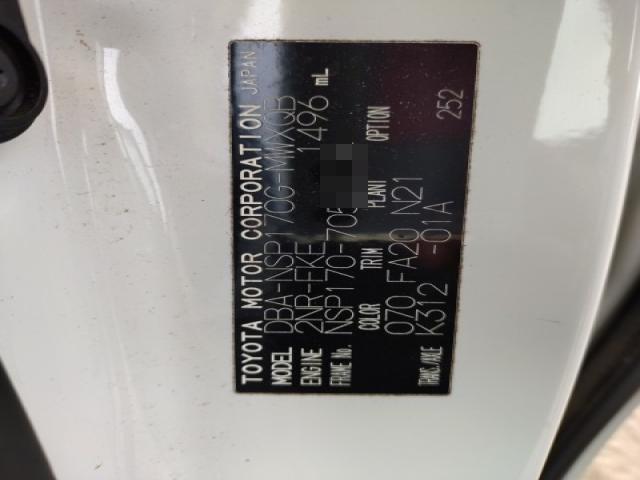 TOYOTA MOTOR CORPORATION JAPAN
MODEL DBA-NSP170G-MWXQB
ENGINE 2NR-FKE 1496 mL
FRAME No. NSP170-705
COLOR TRIM PLANT OPTION
070 FA20 N21 252
TRANS./AXLE K312 -01A